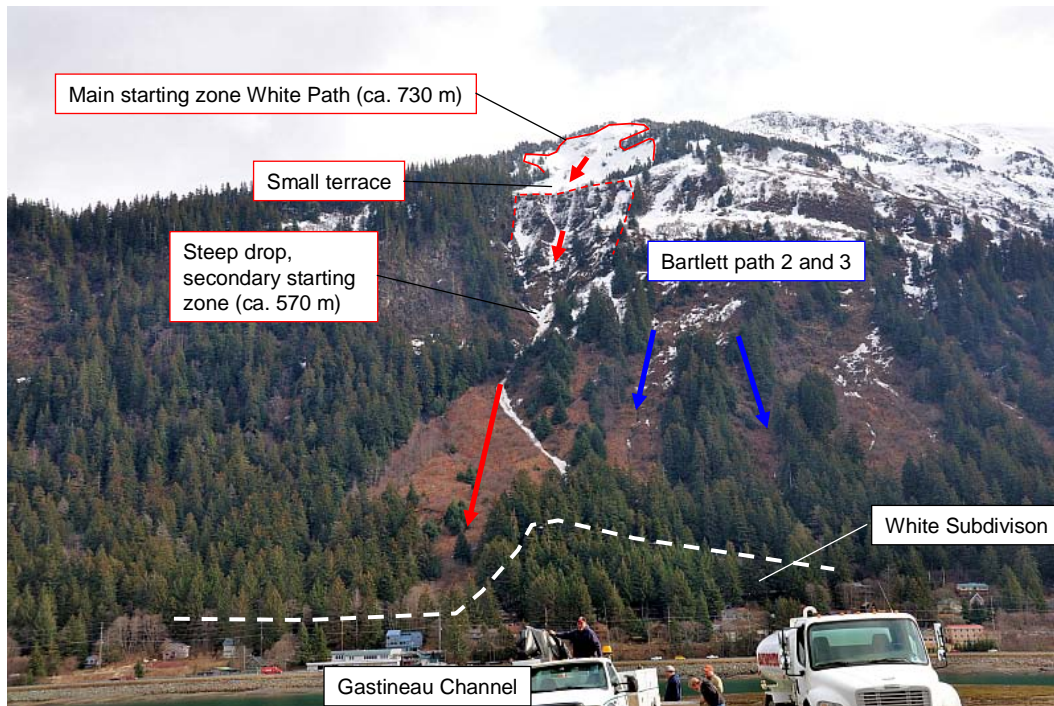 Main starting zone White Path (ca. 730 m)
Small terrace
Steep drop,
secondary starting
zone (ca. 570 m)
Bartlett path 2 and 3
White Subdivison
Gastineau Channel